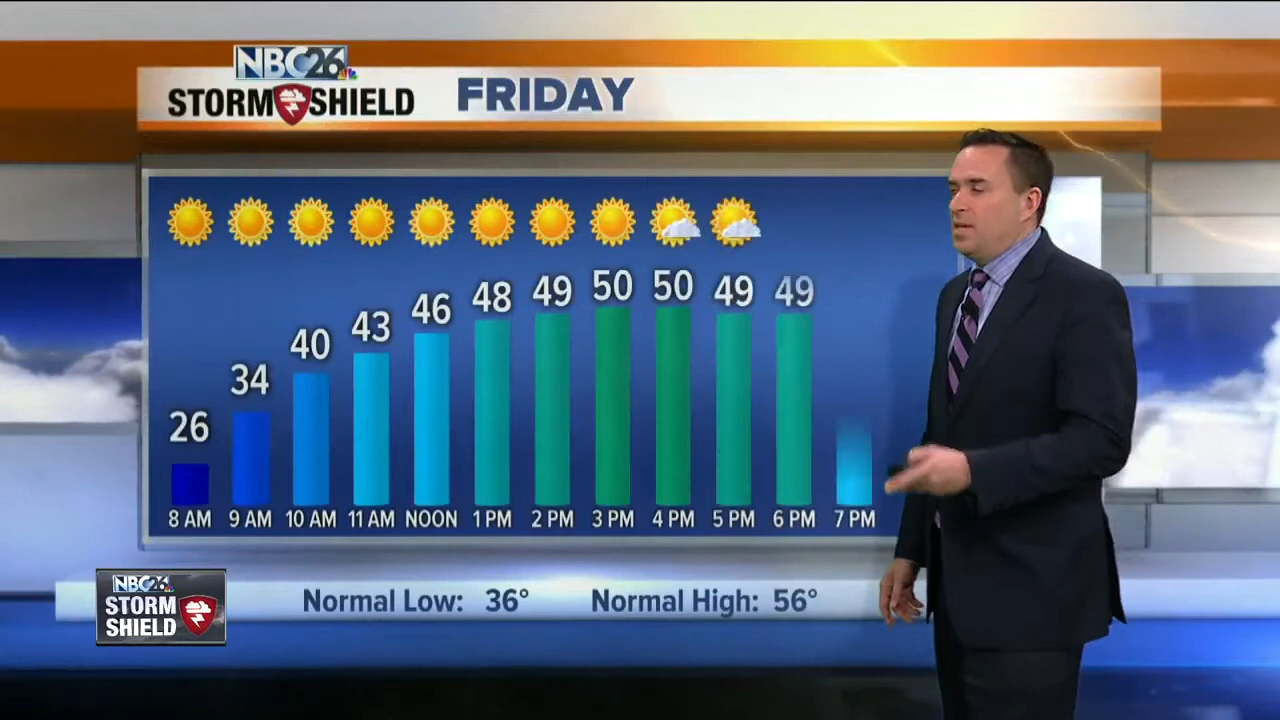 NBC26
STORM SHIELD
FRIDAY
26 34 40 43 46 48 49 50 50 49 49
8 AM 9 AM 10 AM 11 AM NOON 1 PM 2 PM 3 PM 4 PM 5 PM 6 PM 7 PM
NBC26
STORM
SHIELD
Normal Low: 36° Normal High: 56°